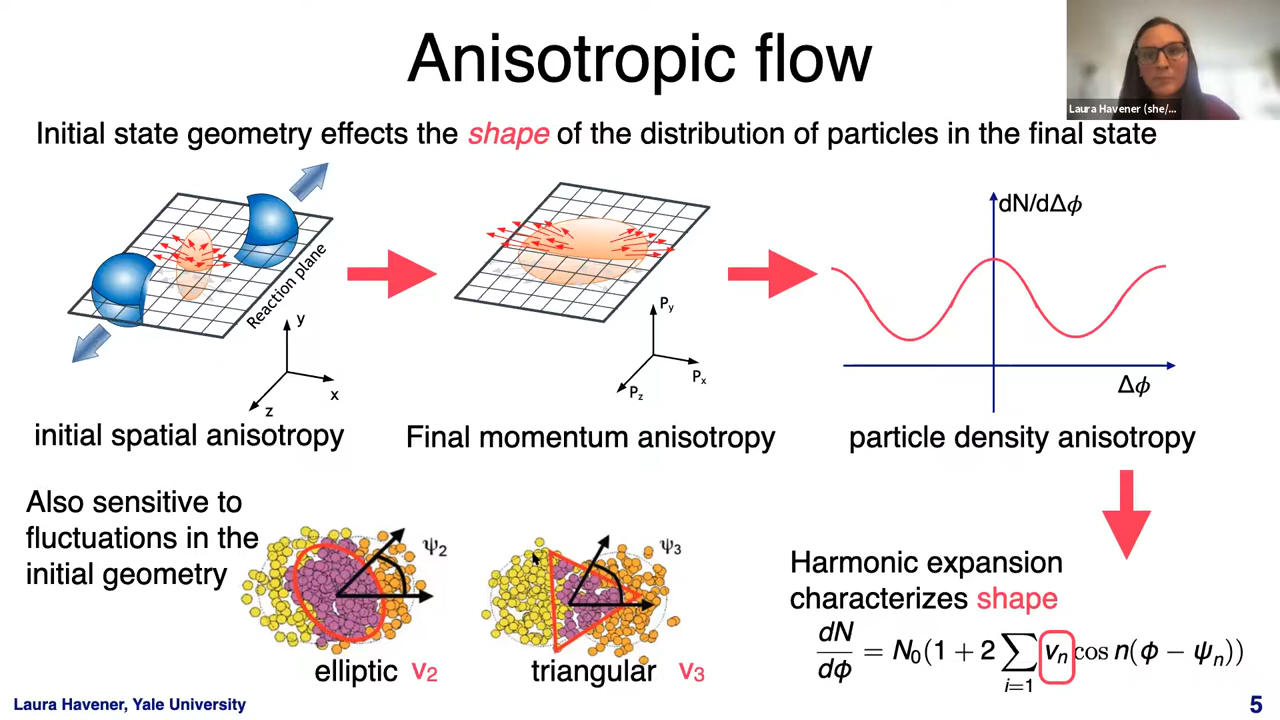 Anisotropic flow
Laura Havener (she/...
Initial state geometry effects the shape of the distribution of particles in the final state
Reaction plane
y
x
z
Py
Px
Pz
dN/dΔϕ
Δϕ
initial spatial anisotropy
Final momentum anisotropy
particle density anisotropy
Also sensitive to
fluctuations in the
initial geometry
ψ2
ψ3
elliptic v2
triangular v3
Harmonic expansion
characterizes shape
dN/dϕ = N0(1 + 2 ∑i=1 vn cos n(ϕ − ψn))
Laura Havener, Yale University
5